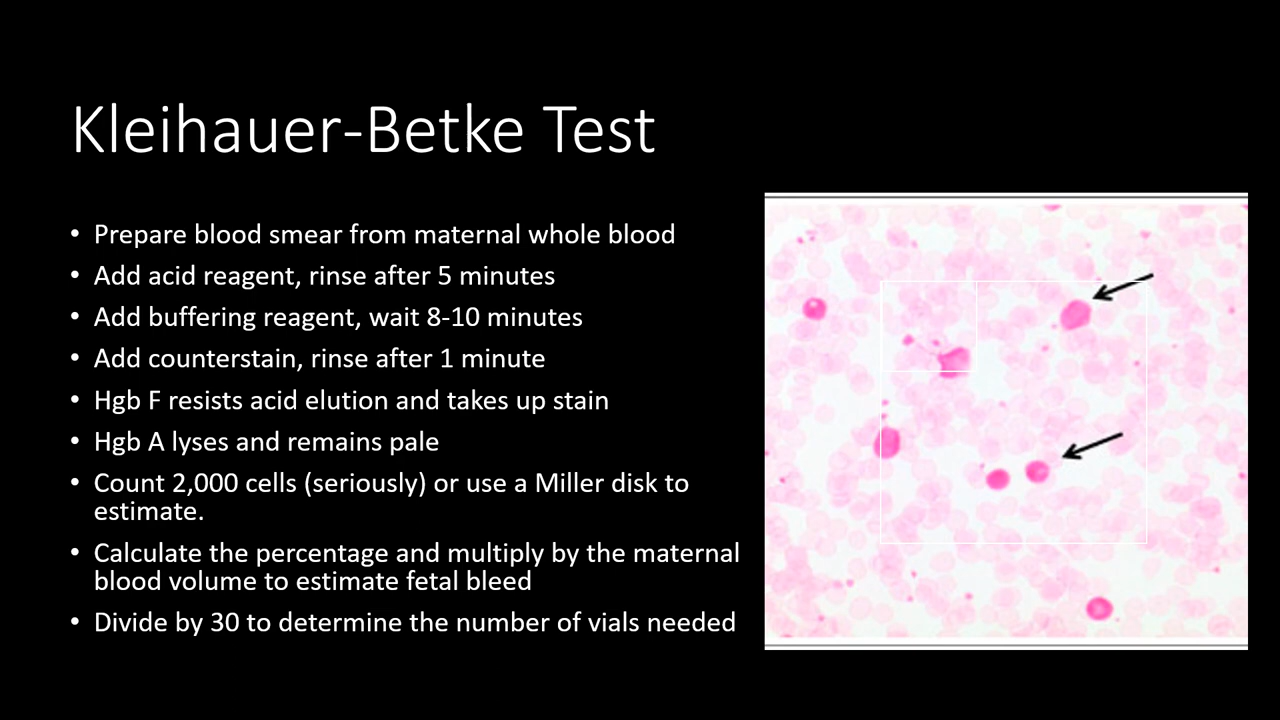 Kleihauer-Betke Test
• Prepare blood smear from maternal whole blood
• Add acid reagent, rinse after 5 minutes
• Add buffering reagent, wait 8-10 minutes
• Add counterstain, rinse after 1 minute
• Hgb F resists acid elution and takes up stain
• Hgb A lyses and remains pale
• Count 2,000 cells (seriously) or use a Miller disk to
estimate.
• Calculate the percentage and multiply by the maternal
blood volume to estimate fetal bleed
• Divide by 30 to determine the number of vials needed